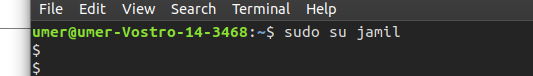 File Edit View Search Terminal Help
umer@umer-Vostro-14-3468:~$ sudo su jamil
$
$